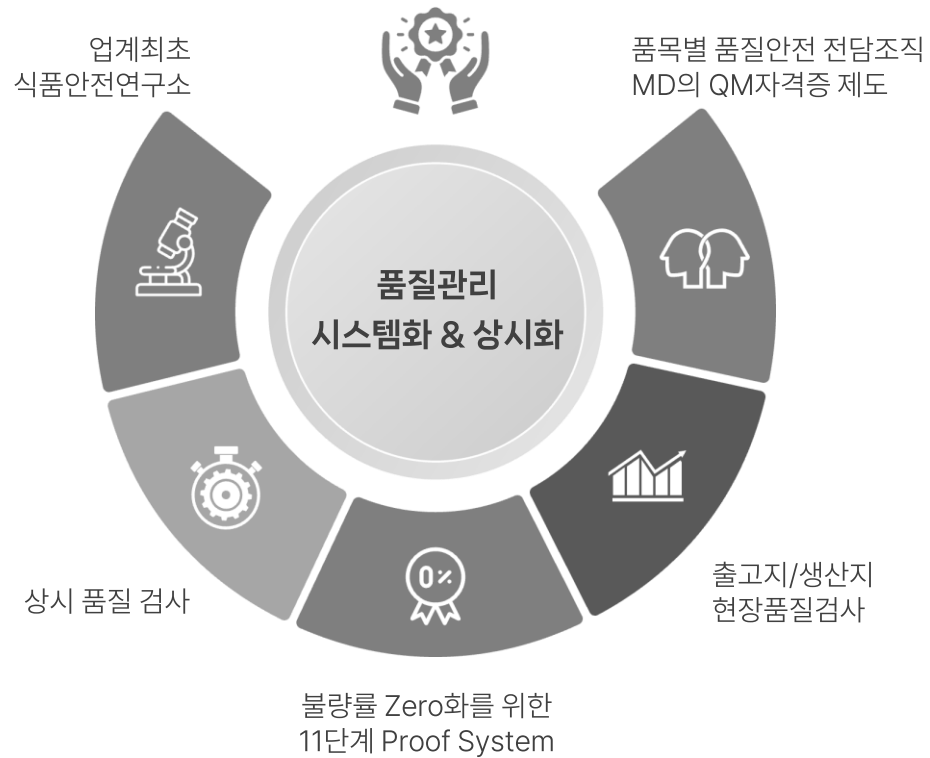 업계최초
식품안전연구소
품목별 품질안전 전담조직
MD의 QM자격증 제도
품질관리
시스템화 & 상시화
0%
상시 품질 검사
출고지/생산지
현장품질검사
불량률 Zero화를 위한
11단계 Proof System